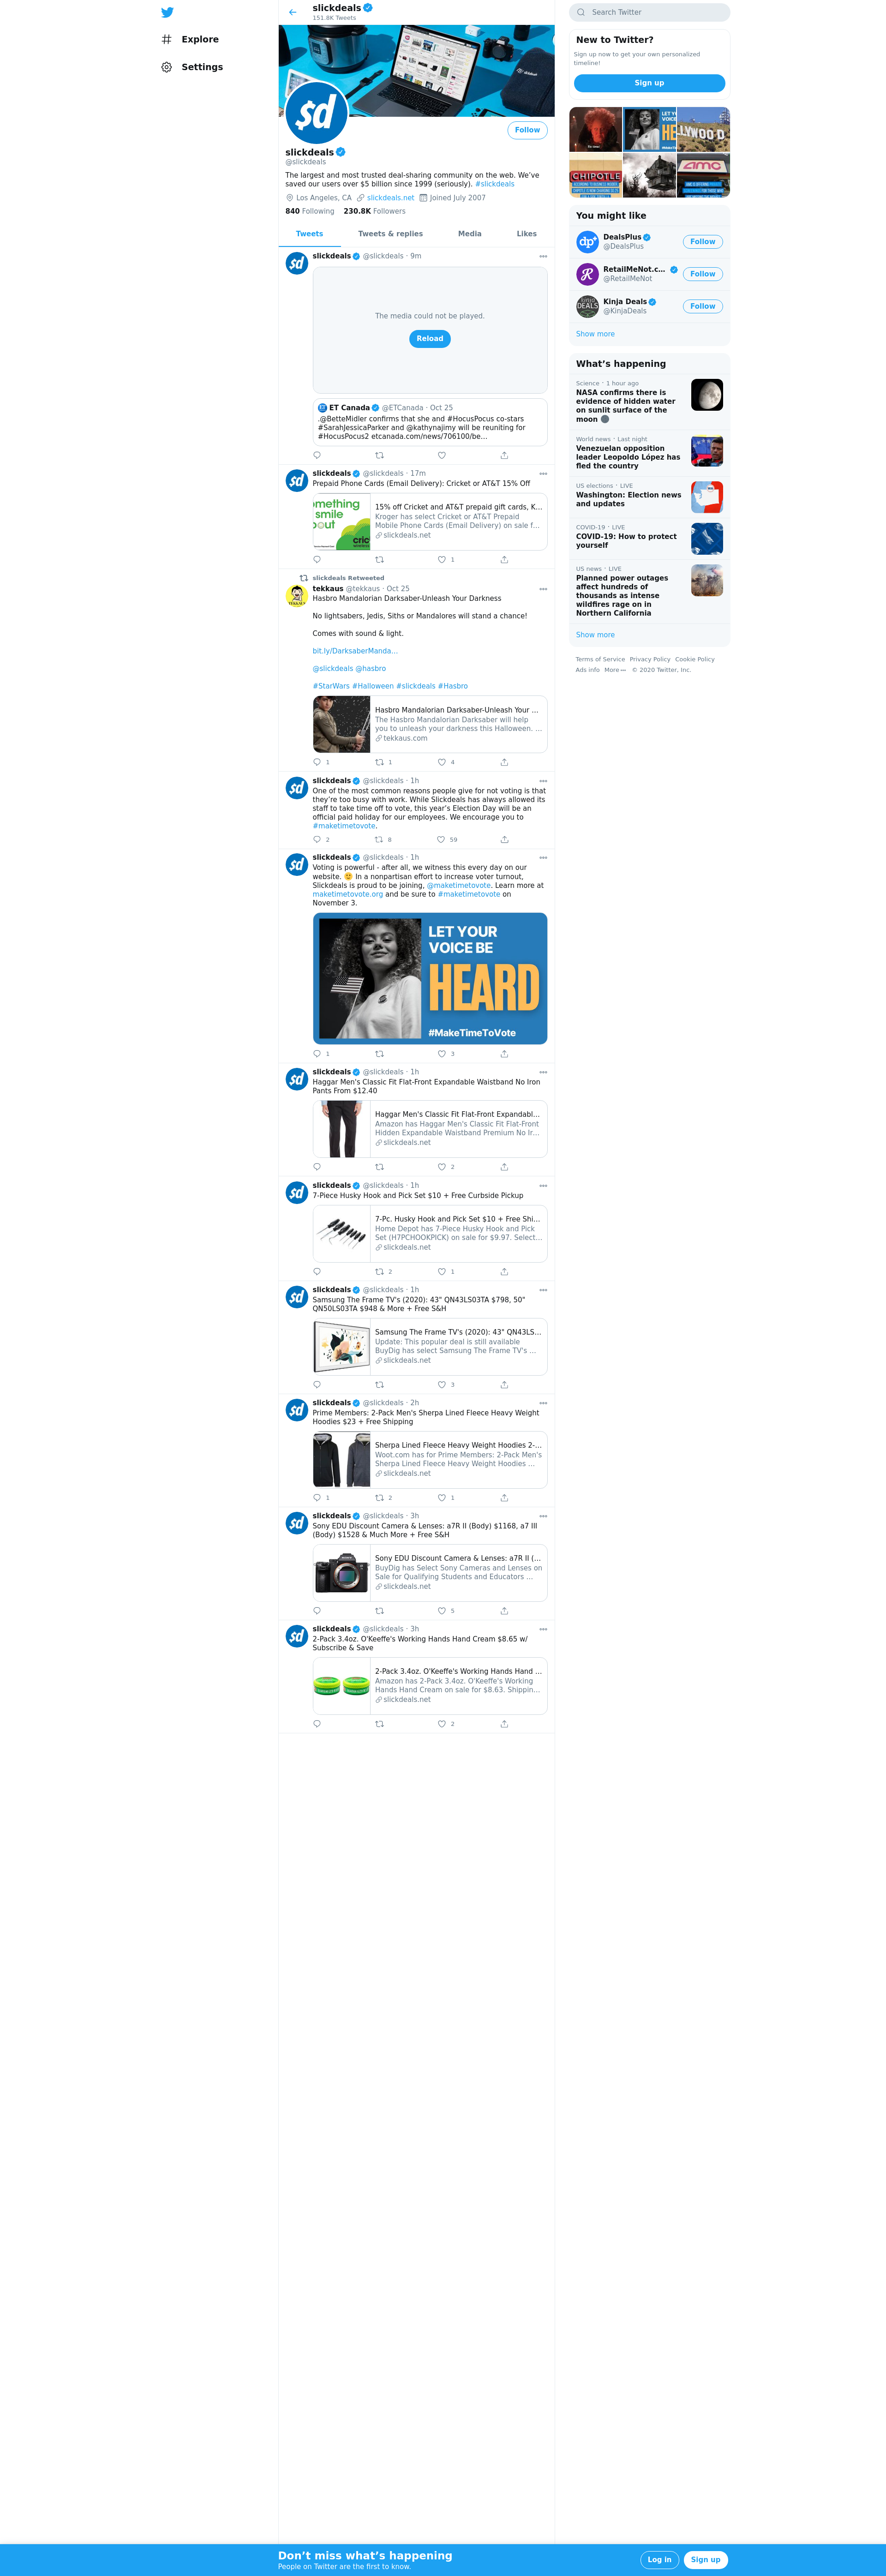 Explore
Settings
slickdeals
151.8K Tweets
$d
Follow
slickdeals
@slickdeals
The largest and most trusted deal-sharing community on the web. We've
saved our users over $5 billion since 1999 (seriously). #slickdeals
Los Angeles, CA slickdeals.net Joined July 2007
840 Following 230.8K Followers
Tweets Tweets & replies Media Likes
$d
slickdeals @slickdeals · 9m
The media could not be played.
Reload
ET Canada @ETCanada · Oct 25
.@BetteMidler confirms that she and #HocusPocus co-stars
#SarahJessicaParker and @kathynajimy will be reuniting for
#HocusPocus2 etcanada.com/news/706100/be…
$d
slickdeals @slickdeals · 17m
Prepaid Phone Cards (Email Delivery): Cricket or AT&T 15% Off
mething
smile
out
cric
15% off Cricket and AT&T prepaid gift cards, K…
Kroger has select Cricket or AT&T Prepaid
Mobile Phone Cards (Email Delivery) on sale f…
slickdeals.net
1
slickdeals Retweeted
TEKKAUS
tekkaus @tekkaus · Oct 25
Hasbro Mandalorian Darksaber-Unleash Your Darkness
No lightsabers, Jedis, Siths or Mandalores will stand a chance!
Comes with sound & light.
bit.ly/DarksaberManda…
@slickdeals @hasbro
#StarWars #Halloween #slickdeals #Hasbro
Hasbro Mandalorian Darksaber-Unleash Your …
The Hasbro Mandalorian Darksaber will help
you to unleash your darkness this Halloween. …
tekkaus.com
1 1 4
$d
slickdeals @slickdeals · 1h
One of the most common reasons people give for not voting is that
they're too busy with work. While Slickdeals has always allowed its
staff to take time off to vote, this year's Election Day will be an
official paid holiday for our employees. We encourage you to
#maketimetovote.
2 8 59
$d
slickdeals @slickdeals · 1h
Voting is powerful - after all, we witness this every day on our
website. In a nonpartisan effort to increase voter turnout,
Slickdeals is proud to be joining, @maketimetovote. Learn more at
maketimetovote.org and be sure to #maketimetovote on
November 3.
LET YOUR
VOICE BE
HEARD
#MakeTimeToVote
1 3
$d
slickdeals @slickdeals · 1h
Haggar Men's Classic Fit Flat-Front Expandable Waistband No Iron
Pants From $12.40
Haggar Men's Classic Fit Flat-Front Expandabl…
Amazon has Haggar Men's Classic Fit Flat-Front
Hidden Expandable Waistband Premium No Ir…
slickdeals.net
2
$d
slickdeals @slickdeals · 1h
7-Piece Husky Hook and Pick Set $10 + Free Curbside Pickup
7-Pc. Husky Hook and Pick Set $10 + Free Shi…
Home Depot has 7-Piece Husky Hook and Pick
Set (H7PCHOOKPICK) on sale for $9.97. Select…
slickdeals.net
2 1
$d
slickdeals @slickdeals · 1h
Samsung The Frame TV's (2020): 43" QN43LS03TA $798, 50"
QN50LS03TA $948 & More + Free S&H
Samsung The Frame TV's (2020): 43" QN43LS…
Update: This popular deal is still available
BuyDig has select Samsung The Frame TV's …
slickdeals.net
3
$d
slickdeals @slickdeals · 2h
Prime Members: 2-Pack Men's Sherpa Lined Fleece Heavy Weight
Hoodies $23 + Free Shipping
Sherpa Lined Fleece Heavy Weight Hoodies 2-…
Woot.com has for Prime Members: 2-Pack Men's
Sherpa Lined Fleece Heavy Weight Hoodies …
slickdeals.net
1 2 1
$d
slickdeals @slickdeals · 3h
Sony EDU Discount Camera & Lenses: a7R II (Body) $1168, a7 III
(Body) $1528 & Much More + Free S&H
Sony EDU Discount Camera & Lenses: a7R II (…
BuyDig has Select Sony Cameras and Lenses on
Sale for Qualifying Students and Educators …
slickdeals.net
5
$d
slickdeals @slickdeals · 3h
2-Pack 3.4oz. O'Keeffe's Working Hands Hand Cream $8.65 w/
Subscribe & Save
2-Pack 3.4oz. O'Keeffe's Working Hands Hand …
Amazon has 2-Pack 3.4oz. O'Keeffe's Working
Hands Hand Cream on sale for $8.63. Shippin…
slickdeals.net
2
Search Twitter
New to Twitter?
Sign up now to get your own personalized
timeline!
Sign up
LYWOOD
CHIPOTLE
amc
You might like
dp
DealsPlus
@DealsPlus
Follow
RetailMeNot.c…
@RetailMeNot
Follow
DEALS
Kinja Deals
@KinjaDeals
Follow
Show more
What's happening
Science · 1 hour ago
NASA confirms there is
evidence of hidden water
on sunlit surface of the
moon
World news · Last night
Venezuelan opposition
leader Leopoldo López has
fled the country
US elections · LIVE
Washington: Election news
and updates
COVID-19 · LIVE
COVID-19: How to protect
yourself
US news · LIVE
Planned power outages
affect hundreds of
thousands as intense
wildfires rage on in
Northern California
Show more
Terms of Service Privacy Policy Cookie Policy
Ads info More © 2020 Twitter, Inc.
Don't miss what's happening
People on Twitter are the first to know.
Log in
Sign up